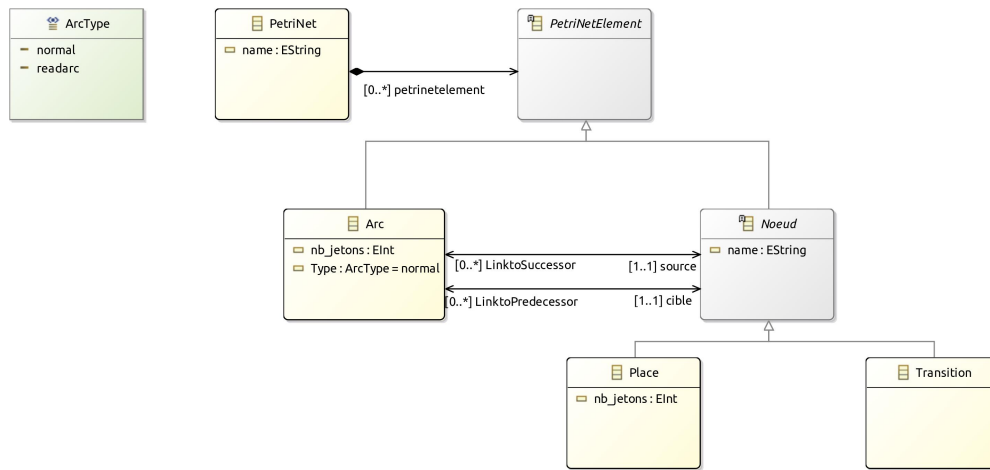 ArcType
normal
readarc
PetriNet
name : EString
PetriNetElement
[0..*] petrinetelement
Arc
nb_jetons : EInt
Type : ArcType = normal
Noeud
name : EString
[0..*] LinktoSuccessor
[1..1] source
[0..*] LinktoPredecessor
[1..1] cible
Place
nb_jetons : EInt
Transition